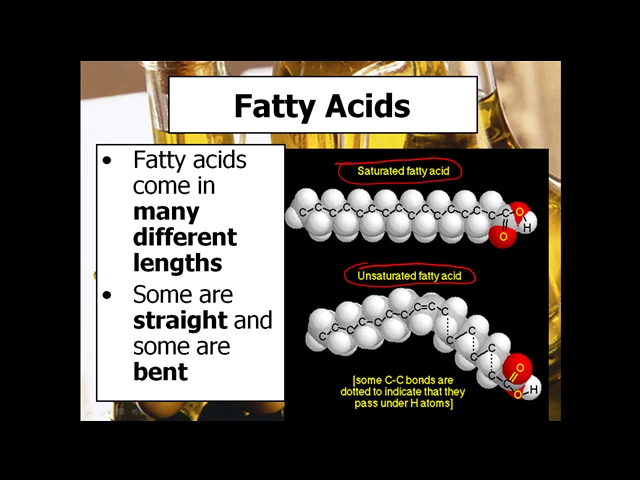 Fatty Acids
• Fatty acids
come in
many
different
lengths
• Some are
straight and
some are
bent
Saturated fatty acid
C C C C C C C C C C C C C C C C O H
O
Unsaturated fatty acid
[some C-C bonds are
dotted to indicate that they
pass under H atoms]